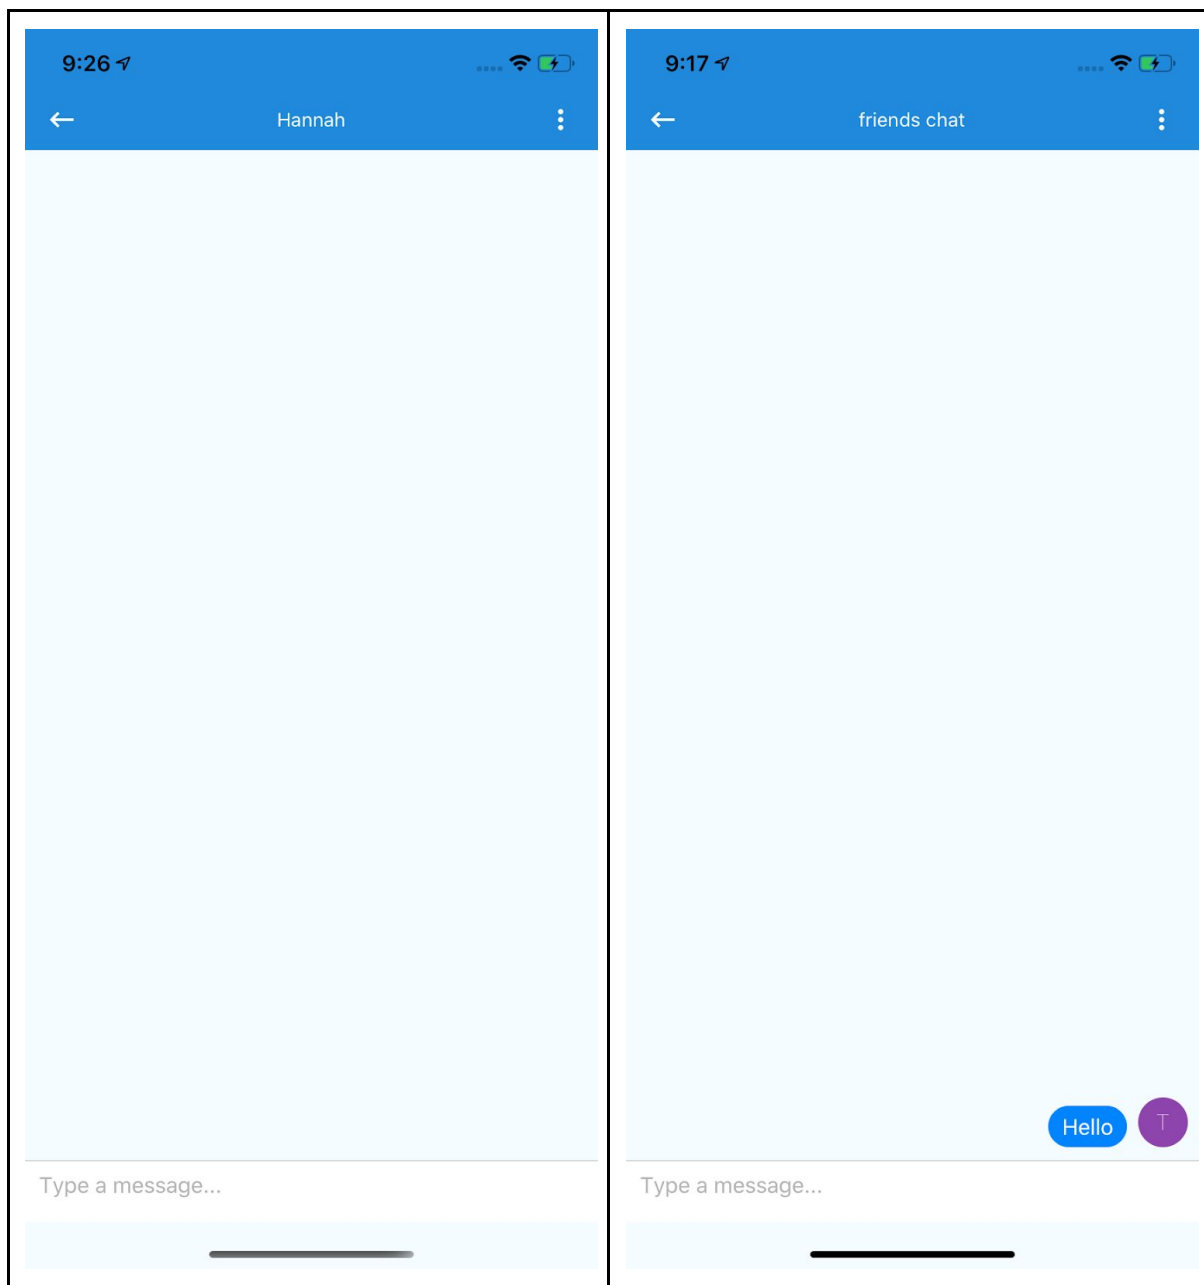 9:26
Hannah
Type a message...
9:17
friends chat
Hello
T
Type a message...